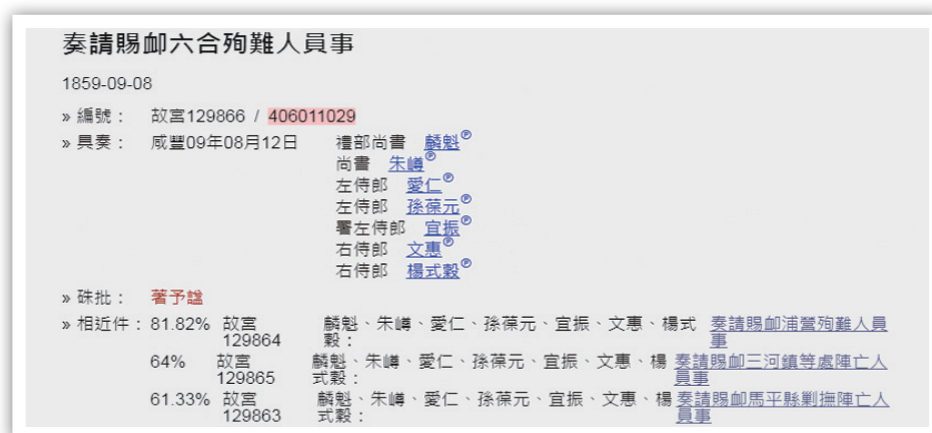 奏請賜卹六合殉難人員事
1859-09-08
» 編號： 故宮129866 / 406011029
» 具奏： 咸豐09年08月12日 禮部尚書 麟魁Ⓟ
尚書 朱嶟Ⓟ
左侍郎 愛仁Ⓟ
左侍郎 孫葆元Ⓟ
署左侍郎 宜振Ⓟ
右侍郎 文惠Ⓟ
右侍郎 楊式穀Ⓟ
» 硃批： 著予諡
» 相近件： 81.82% 故宮 麟魁、朱嶟、愛仁、孫葆元、宜振、文惠、楊式 奏請賜卹浦營殉難人員
129864 穀： 事
64% 故宮 麟魁、朱嶟、愛仁、孫葆元、宜振、文惠、楊 奏請賜卹三河鎮等處陣亡人
129865 式穀： 員事
61.33% 故宮 麟魁、朱嶟、愛仁、孫葆元、宜振、文惠、楊 奏請賜卹馬平縣剿撫陣亡人
129863 式穀： 員事